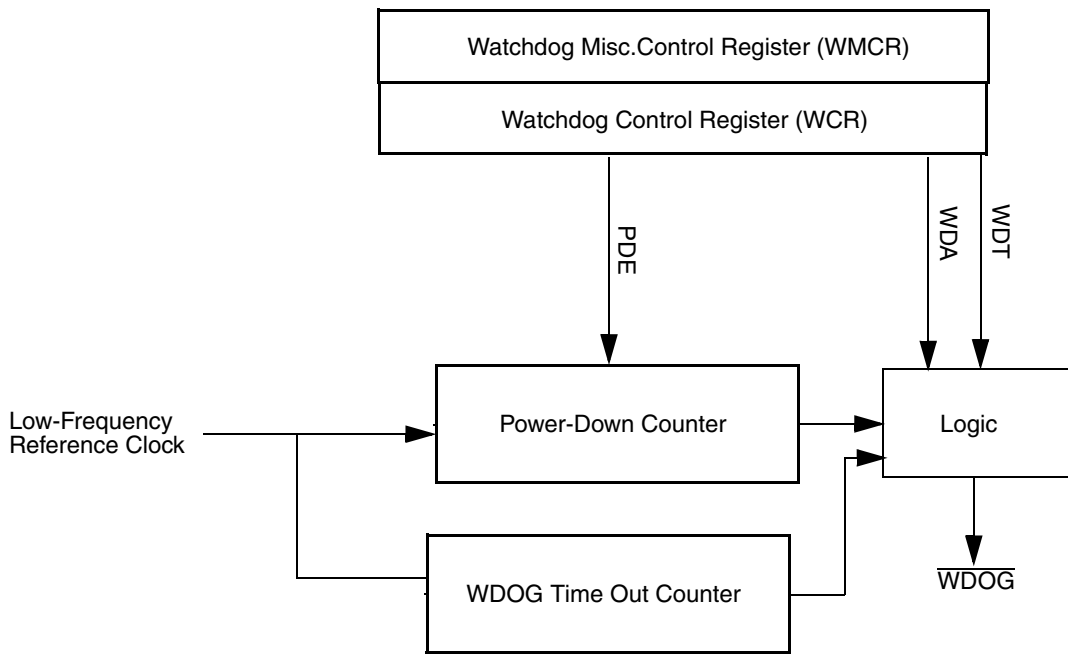 Watchdog Misc.Control Register (WMCR)
Watchdog Control Register (WCR)
PDE
WDA
WDT
Low-Frequency
Reference Clock
Power-Down Counter
Logic
WDOG Time Out Counter
WDOG